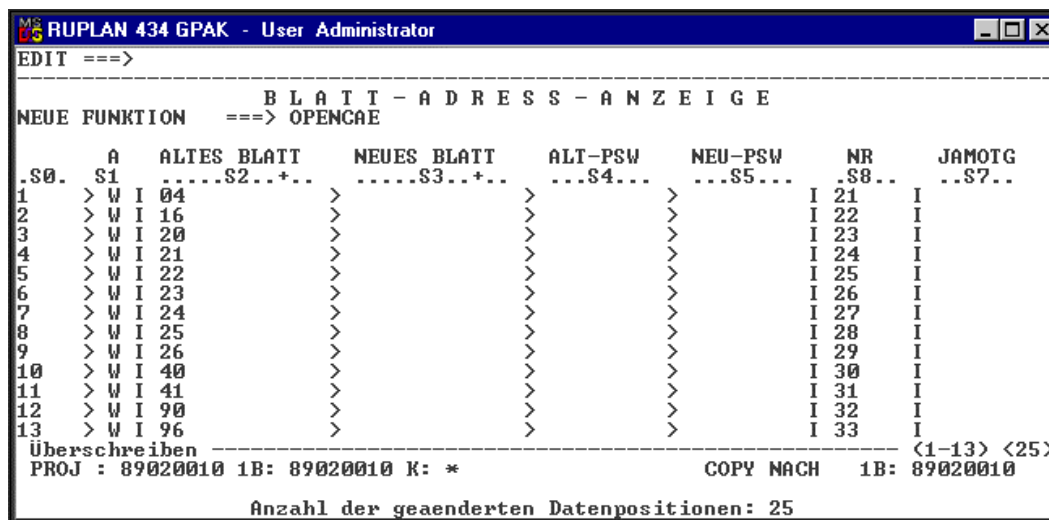 RUPLAN 434 GPAK - User Administrator
EDIT ===>
B L A T T - A D R E S S - A N Z E I G E
NEUE FUNKTION ===> OPENCAE
A ALTES BLATT NEUES BLATT ALT-PSW NEU-PSW NR JAMOTG
.S0. S1 .....S2..+.. .....S3..+.. ...S4... ...S5... .S8.. ..S7..
1 > W I 04 > > > I 21 I
2 > W I 16 > > > I 22 I
3 > W I 20 > > > I 23 I
4 > W I 21 > > > I 24 I
5 > W I 22 > > > I 25 I
6 > W I 23 > > > I 26 I
7 > W I 24 > > > I 27 I
8 > W I 25 > > > I 28 I
9 > W I 26 > > > I 29 I
10 > W I 40 > > > I 30 I
11 > W I 41 > > > I 31 I
12 > W I 90 > > > I 32 I
13 > W I 96 > > > I 33 I
Überschreiben <1-13> <25>
PROJ : 89020010 1B: 89020010 K: * COPY NACH 1B: 89020010
Anzahl der geaenderten Datenpositionen: 25